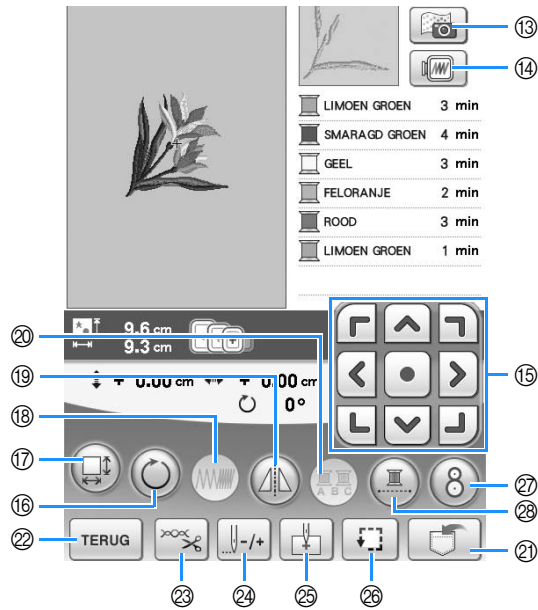 ⑬
⑭
LIMOEN GROEN 3 min
SMARAGD GROEN 4 min
GEEL 3 min
FELORANJE 2 min
ROOD 3 min
LIMOEN GROEN 1 min
9.6 cm
9.3 cm
+ 0.00 cm + 0.00 cm
0°
⑮
⑳
⑲
⑱
⑰
⑯
A B C
8
㉗
㉘
㉒
TERUG
-/+
㉑
㉓ ㉔ ㉕ ㉖